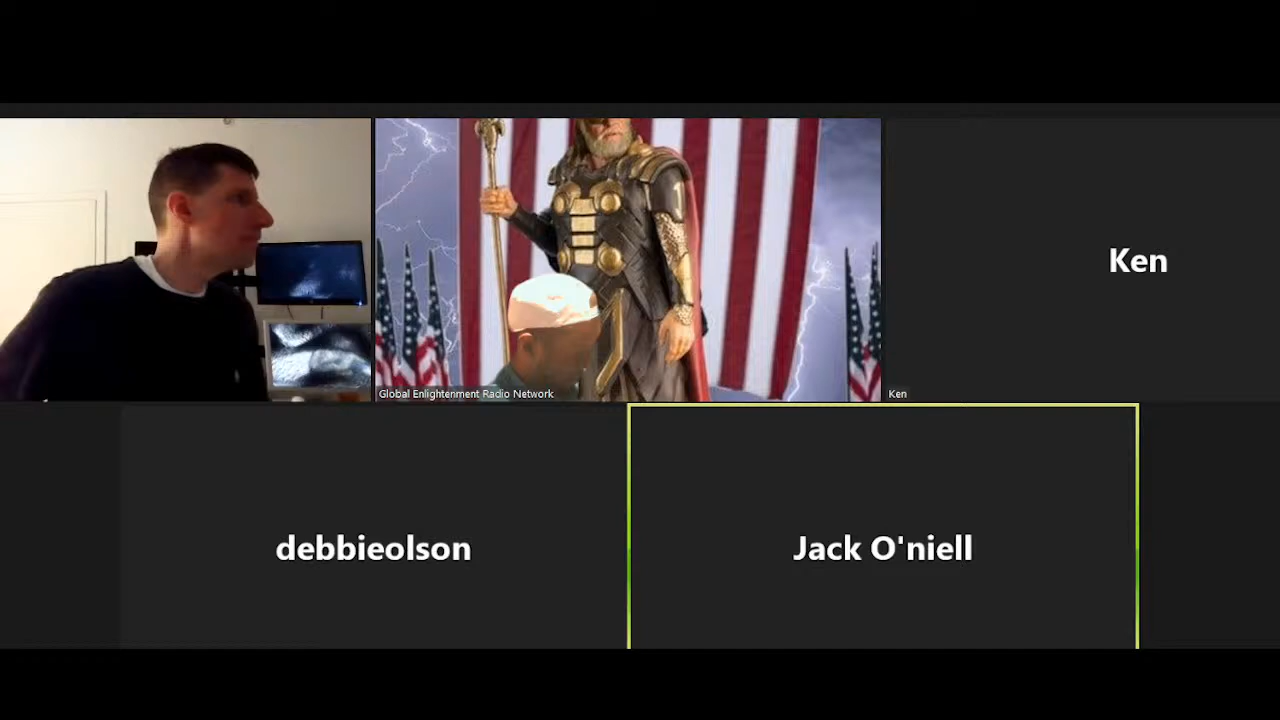 Global Enlightenment Radio Network
Ken
Ken
debbieolson
Jack O'niell